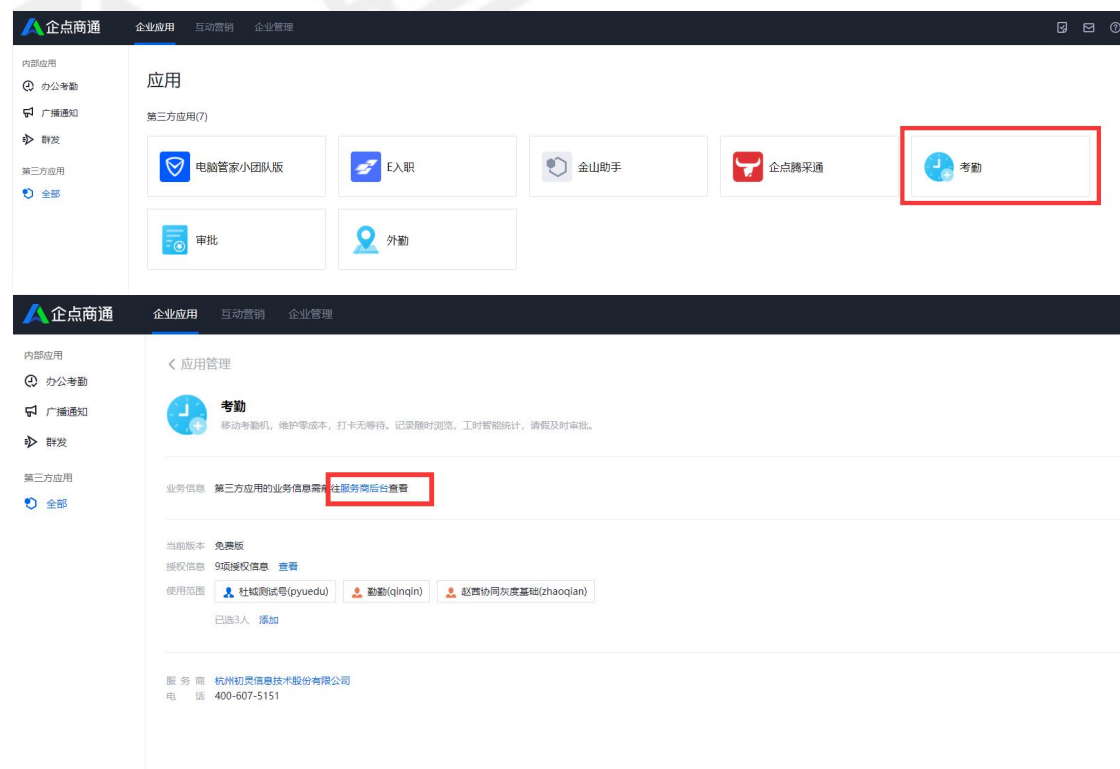 企点商通 企业应用 互动营销 企业管理
内部应用
办公考勤
广播通知
群发
第三方应用
全部
应用
第三方应用(7)
电脑管家小团队版 E入职 金山助手 企点腾采通 考勤
审批 外勤
企点商通 企业应用 互动营销 企业管理
内部应用
办公考勤
广播通知
群发
第三方应用
全部
应用管理
考勤
移动考勤机，维护零成本，打卡无等待。记录随时浏览，工时智能统计，请假及时审批。
业务信息 第三方应用的业务信息需前往服务商后台查看
当前版本 免费版
授权信息 9项授权信息 查看
使用范围 杜钺测试号(pyuedu) 勤勤(qinqin) 赵茜协同灰度基础(zhaoqian)
已选3人 添加
服务商 杭州初灵信息技术股份有限公司
电话 400-607-5151